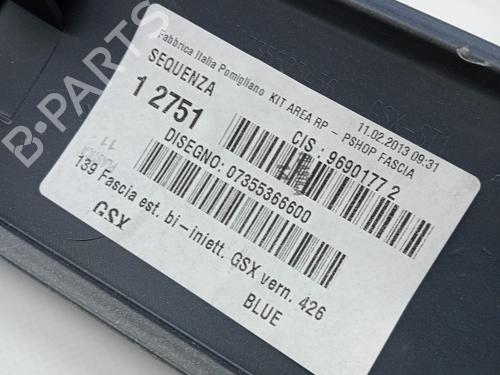 Fabbrica Italia Pomigliano KIT AREA RP - PSHOP FASCIA
11.02.2013 09:31
SEQUENZA
1 2751
CIS : 9690177 2
DISEGNO: 07355366600
139 Fascia est. bi-iniett. GSX vern. 426
GSX
BLUE
11
B-PARTS